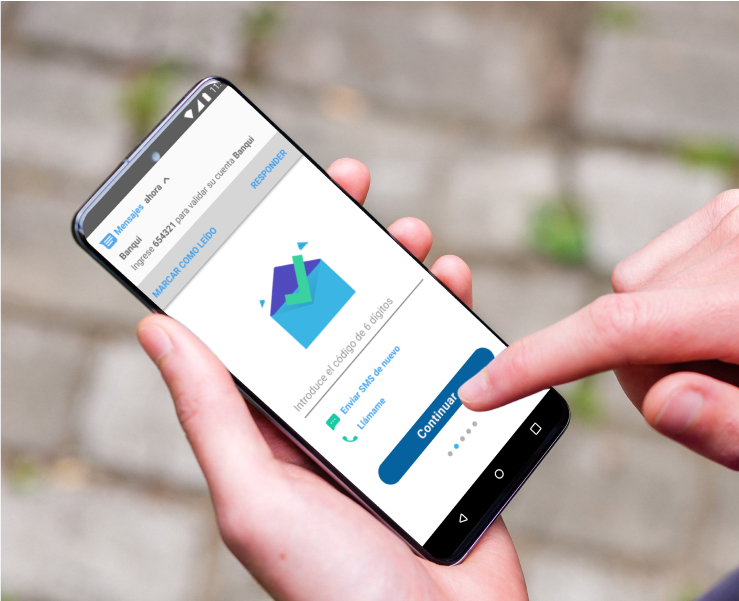 11
Mensajes ahora
Banqui
Ingrese 654321 para validar su cuenta Banqui
MARCAR COMO LEÍDO RESPONDER
Introduce el código de 6 dígitos
Enviar SMS de nuevo
Llámame
Continuar